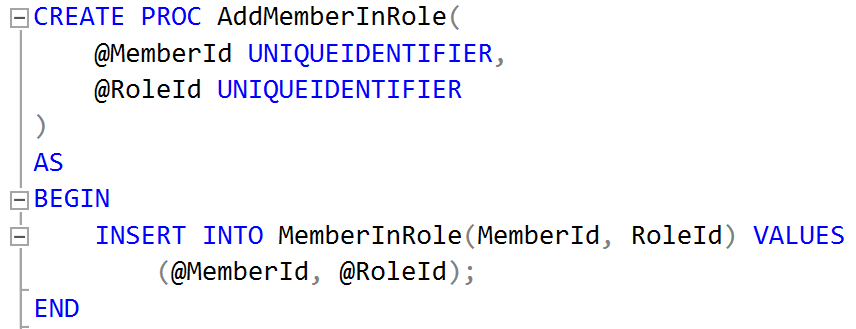 CREATE PROC AddMemberInRole(
    @MemberId UNIQUEIDENTIFIER,
    @RoleId UNIQUEIDENTIFIER
)
AS
BEGIN
    INSERT INTO MemberInRole(MemberId, RoleId) VALUES
        (@MemberId, @RoleId);
END